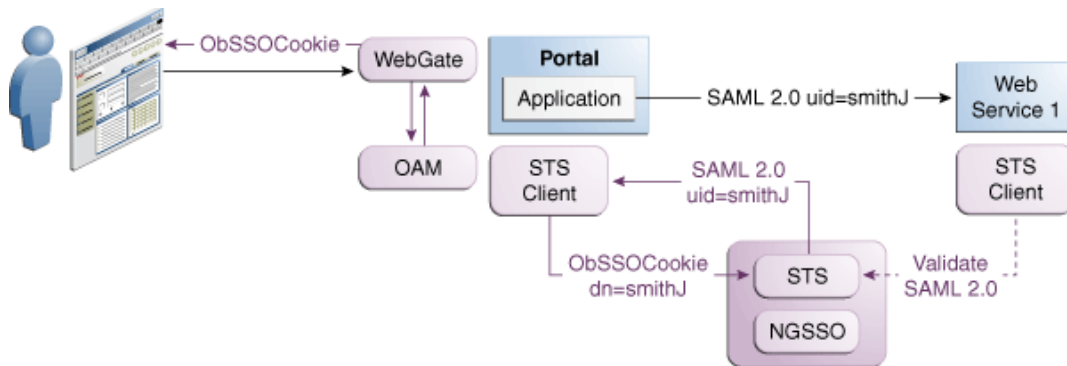 ObSSOCookie
WebGate
OAM
Portal
Application
SAML 2.0 uid=smithJ
Web
Service 1
STS
Client
SAML 2.0
uid=smithJ
STS
Client
ObSSOCookie
dn=smithJ
STS
NGSSO
Validate
SAML 2.0